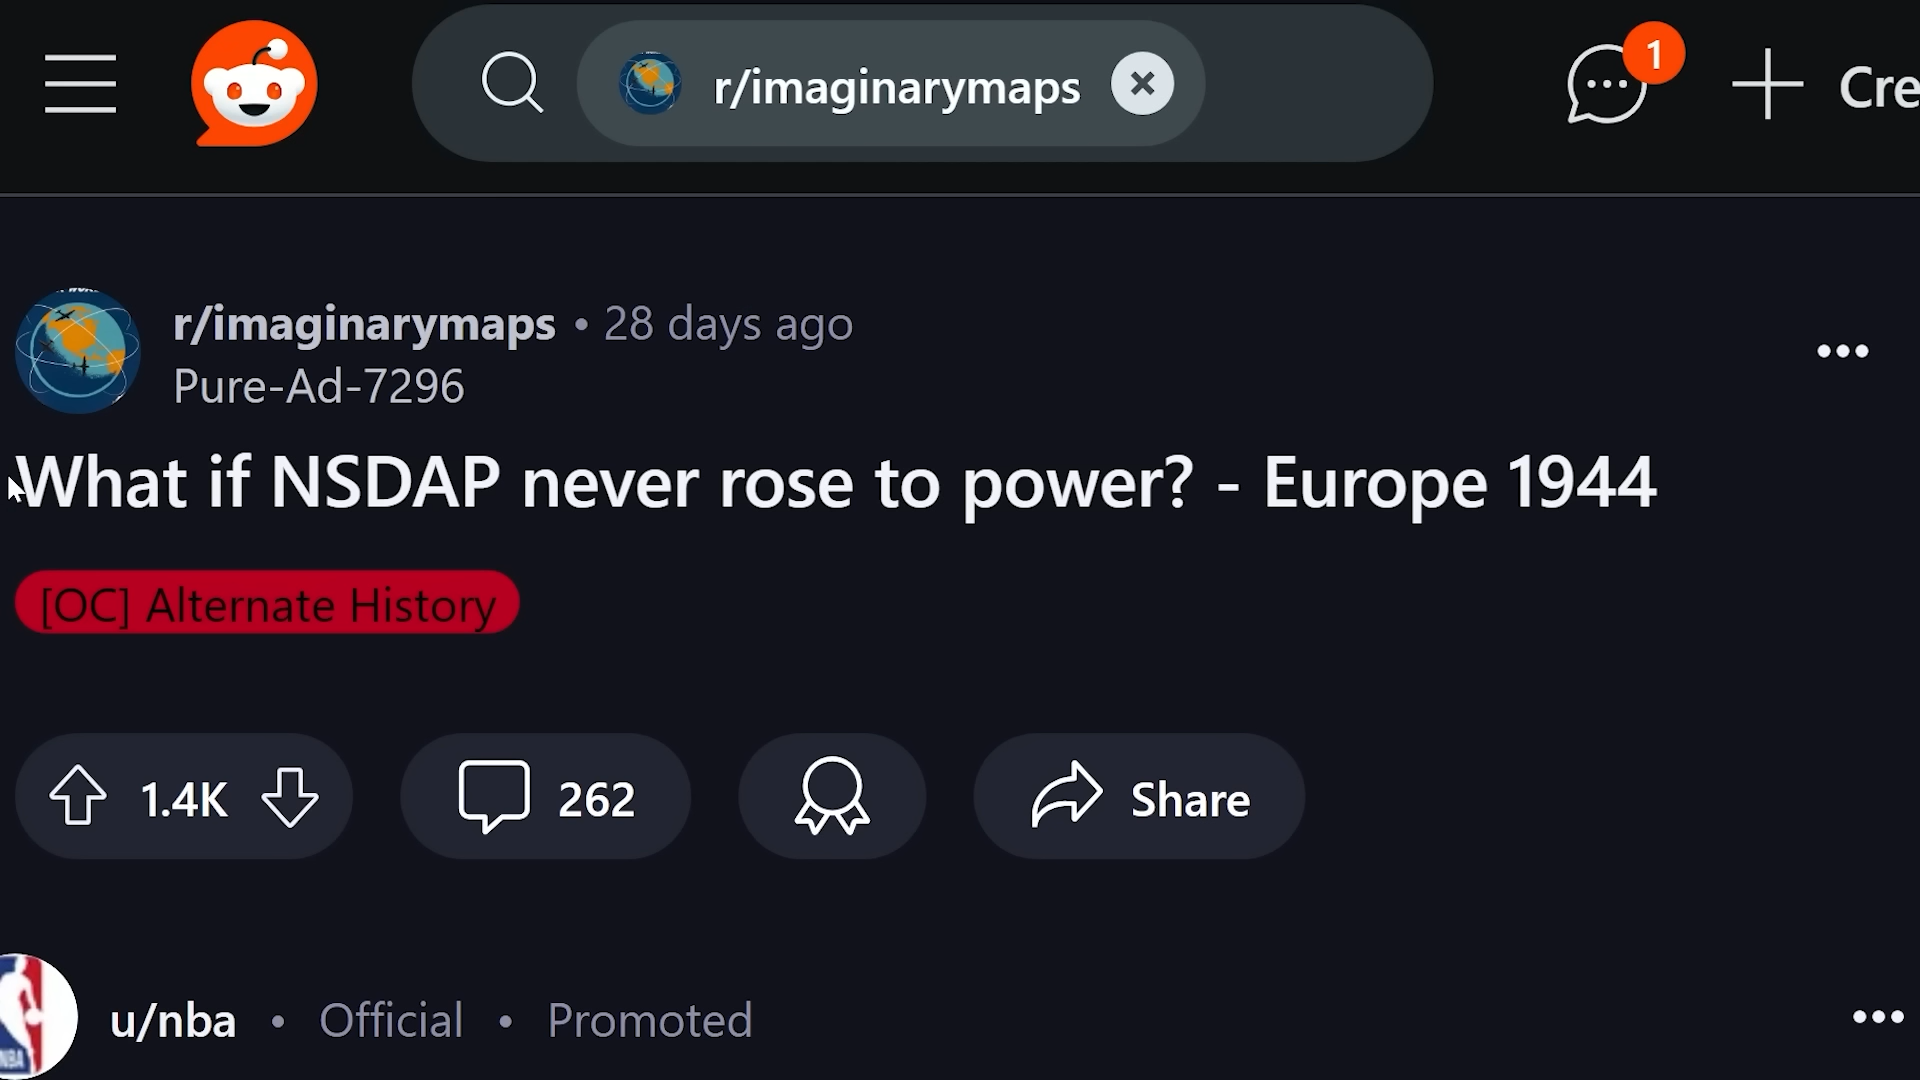 r/imaginarymaps
1
Cre
r/imaginarymaps • 28 days ago
Pure-Ad-7296
What if NSDAP never rose to power? - Europe 1944
[OC] Alternate History
1.4K
262
Share
u/nba • Official • Promoted
NBA